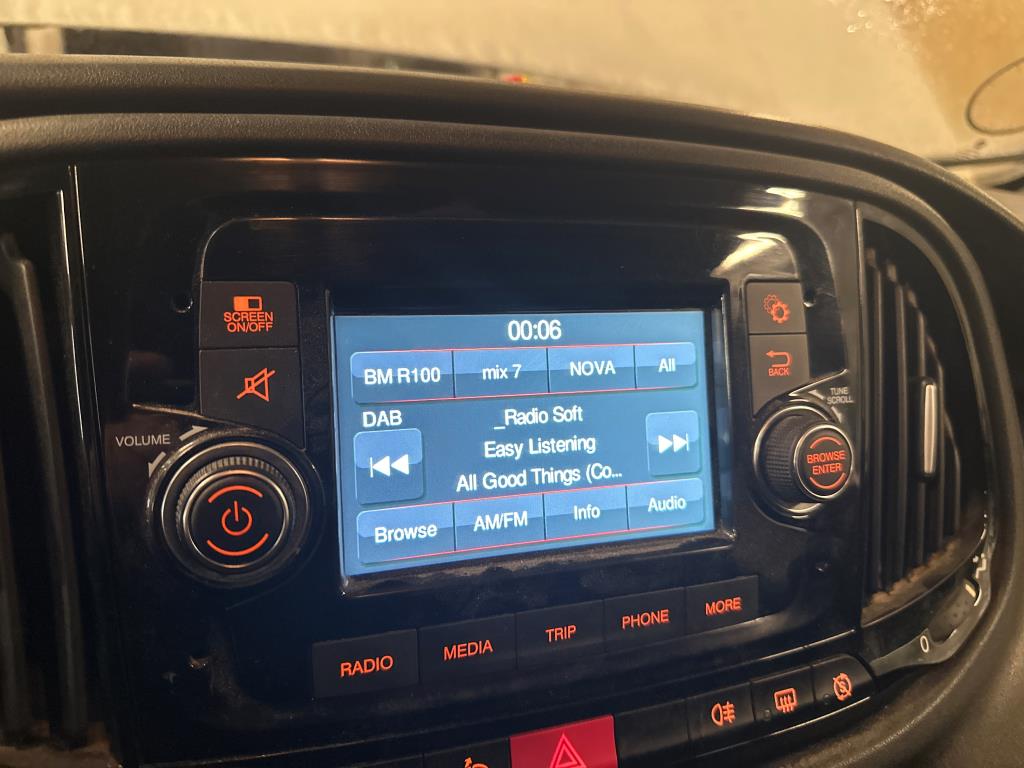 00:06
SCREEN
ON/OFF
BM R100 mix 7 NOVA All
BACK
DAB _Radio Soft
TUNE
SCROLL
VOLUME
Easy Listening
BROWSE
ENTER
All Good Things (Co...
Browse AM/FM Info Audio
RADIO MEDIA TRIP PHONE MORE
0